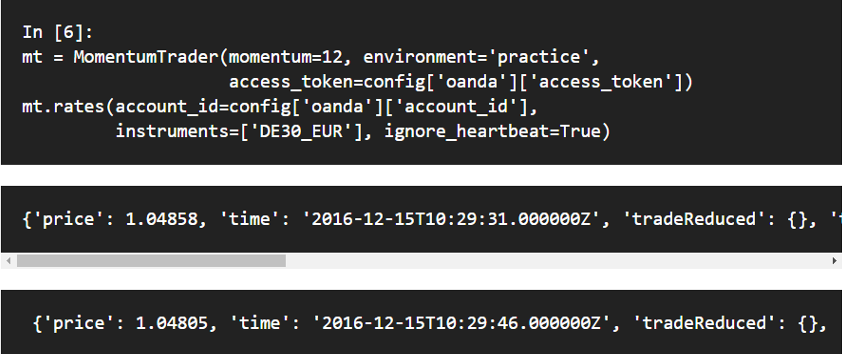 In [6]:
mt = MomentumTrader(momentum=12, environment='practice',
                    access_token=config['oanda']['access_token'])
mt.rates(account_id=config['oanda']['account_id'],
         instruments=['DE30_EUR'], ignore_heartbeat=True)
{'price': 1.04858, 'time': '2016-12-15T10:29:31.000000Z', 'tradeReduced': {}, '
{'price': 1.04805, 'time': '2016-12-15T10:29:46.000000Z', 'tradeReduced': {},